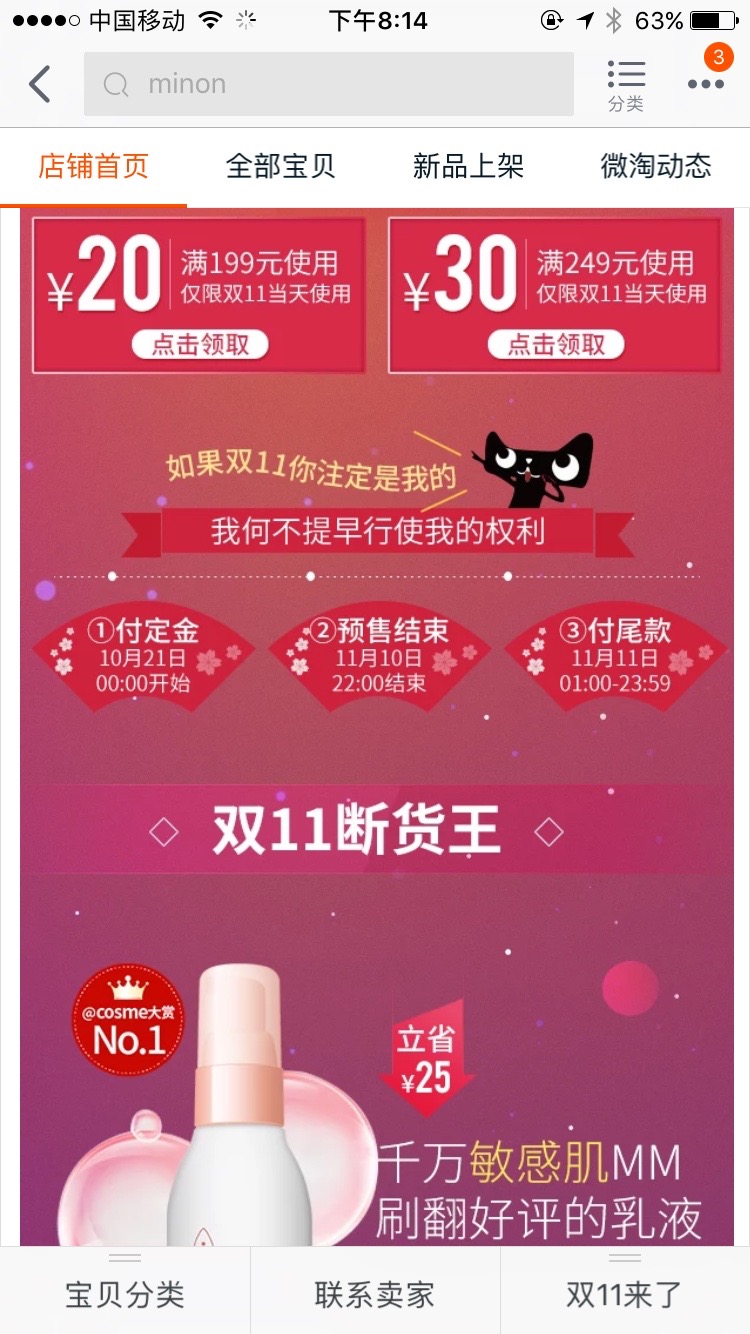 中国移动 下午8:14 63%
3
minon
分类
店铺首页 全部宝贝 新品上架 微淘动态
¥20 满199元使用
仅限双11当天使用
点击领取
¥30 满249元使用
仅限双11当天使用
点击领取
如果双11你注定是我的
我何不提早行使我的权利
①付定金
10月21日
00:00开始
②预售结束
11月10日
22:00结束
③付尾款
11月11日
01:00-23:59
双11断货王
@cosme大赏
No.1
立省
¥25
千万敏感肌MM
刷翻好评的乳液
宝贝分类 联系卖家 双11来了